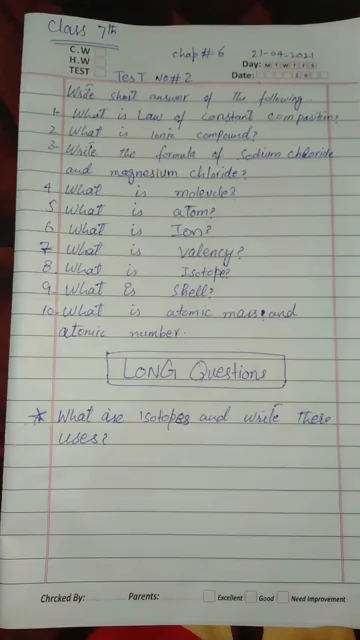 Class 7th
C.W
H.W
TEST
Chap # 6
21-04-2021
Day: M T W T F S
Date:
Test No # 2
Write short answer of the following.
1- What is Law of constant composition?
2 What is Ionic compound?
3- Write the formula of Sodium chloride
and magnesium chloride?
4 What is molecule?
5 What is atom?
6 What is Ion?
7 What is valency?
8 What is Isotope?
9. What is Shell?
10. What is atomic mass and
atomic number.
LONG Questions
* What are isotopes and write there
uses?
Chrcked By:
Parents:
Excellent
Good
Need Improvement